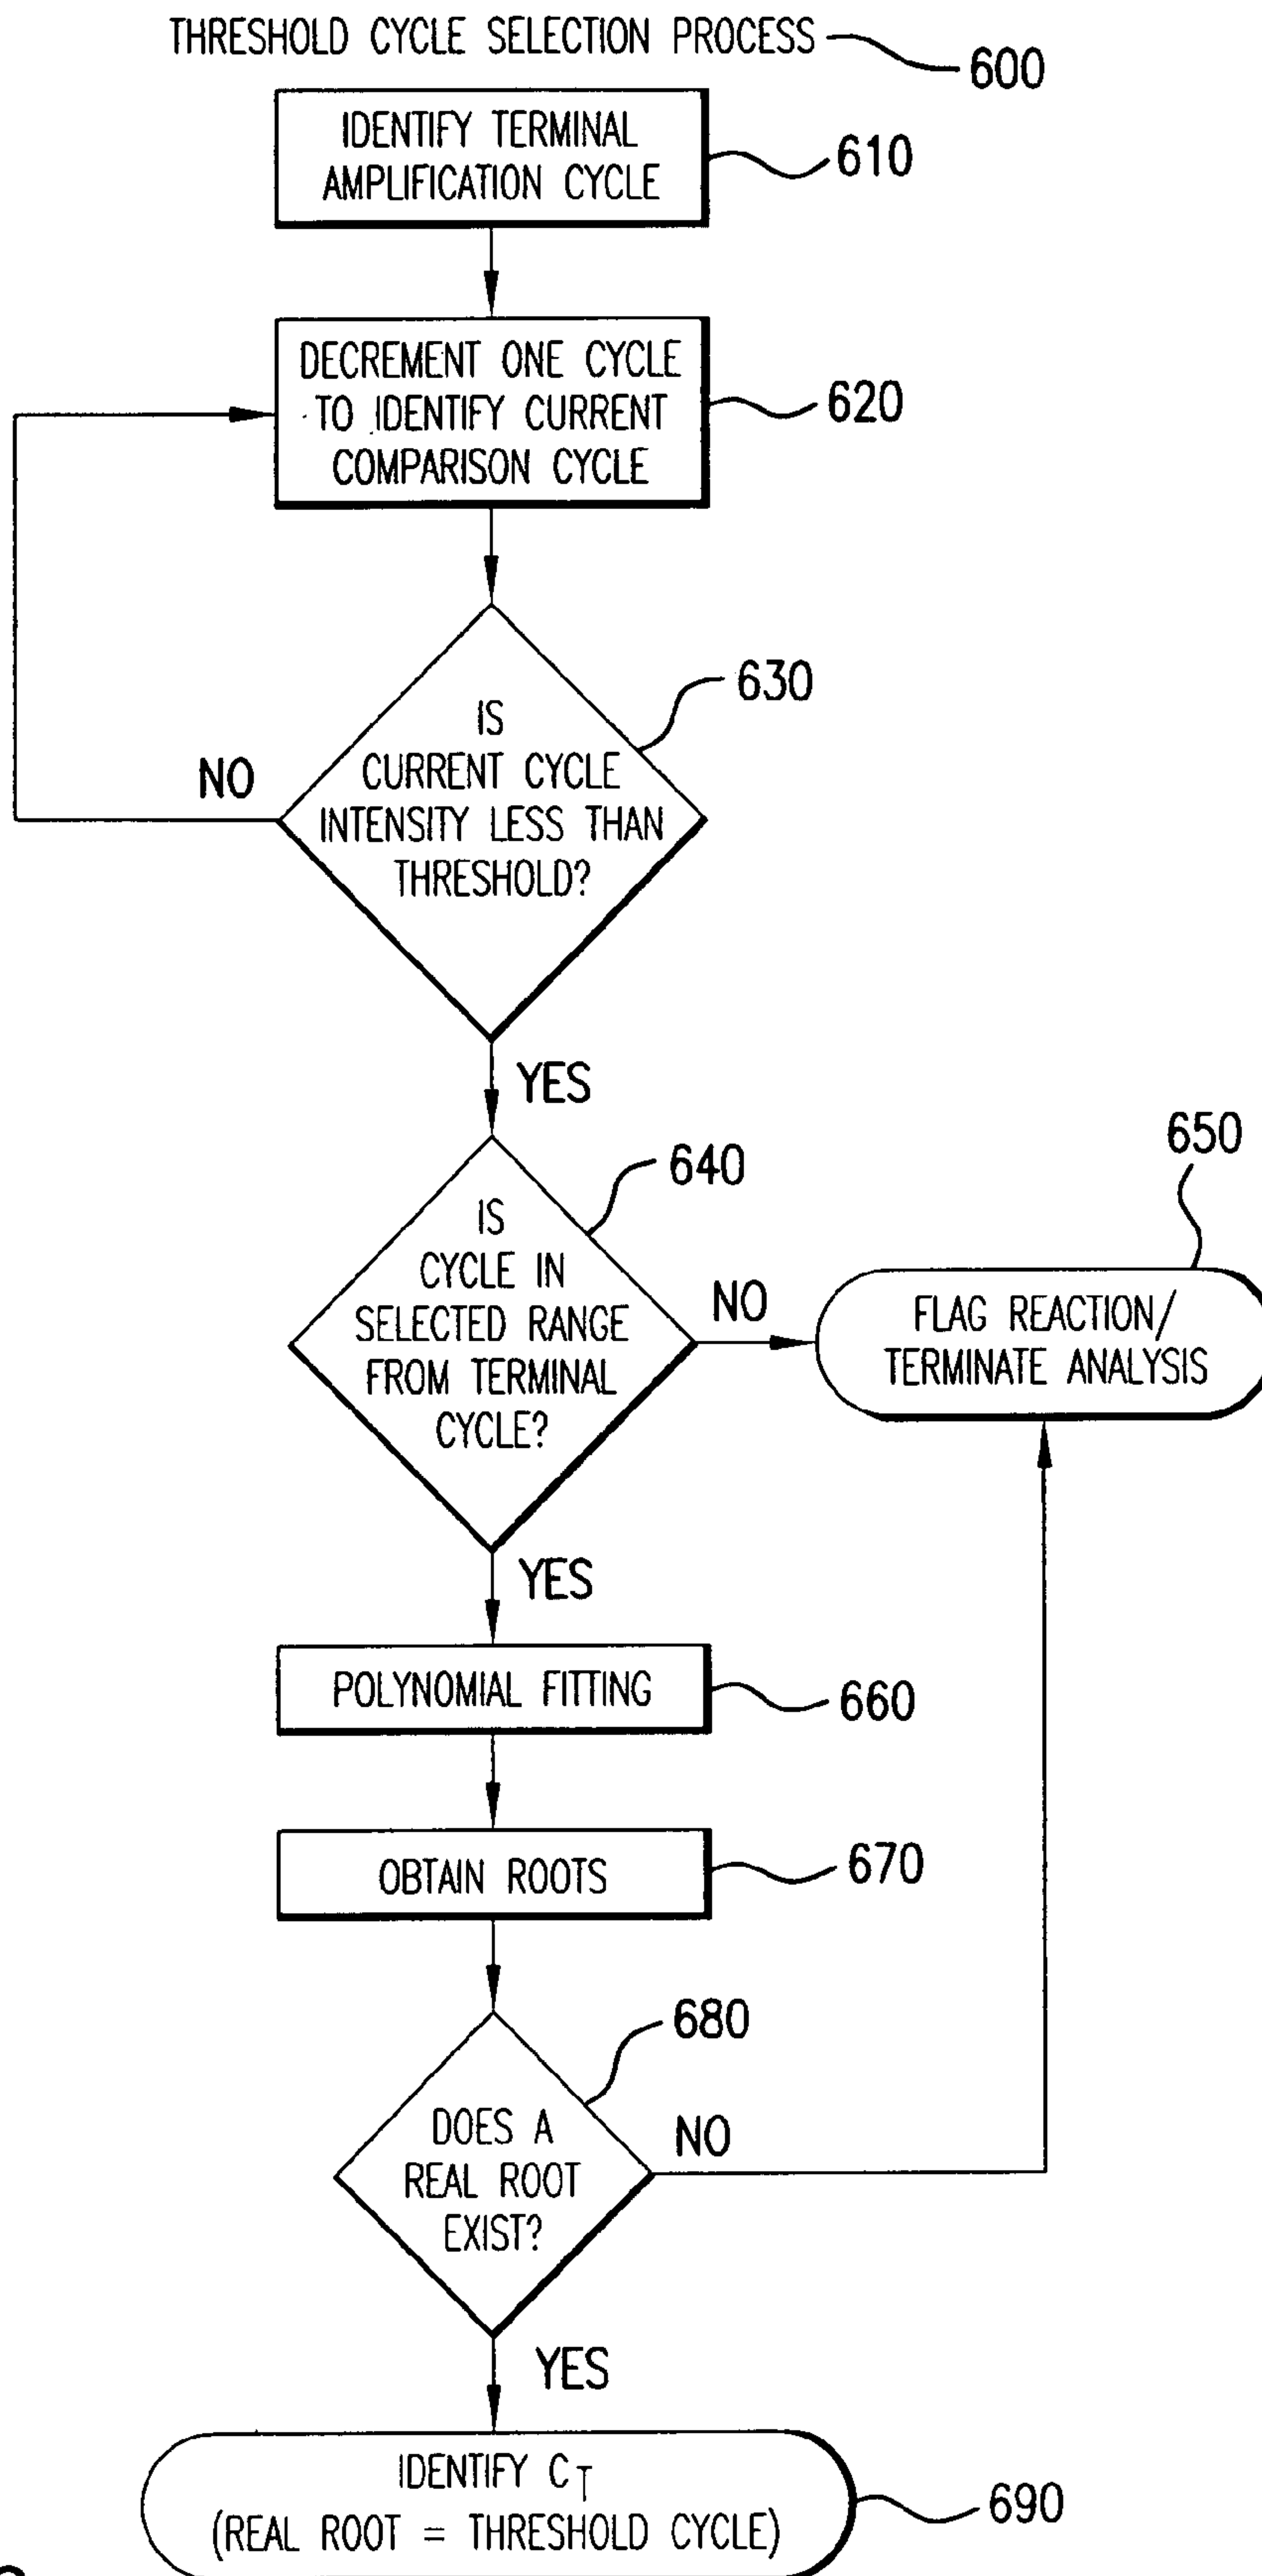 THRESHOLD CYCLE SELECTION PROCESS
600
IDENTIFY TERMINAL
AMPLIFICATION CYCLE
610
DECREMENT ONE CYCLE
TO IDENTIFY CURRENT
COMPARISON CYCLE
620
IS
CURRENT CYCLE
INTENSITY LESS THAN
THRESHOLD?
630
NO
YES
IS
CYCLE IN
SELECTED RANGE
FROM TERMINAL
CYCLE?
640
NO
650
FLAG REACTION/
TERMINATE ANALYSIS
YES
POLYNOMIAL FITTING
660
OBTAIN ROOTS
670
DOES A
REAL ROOT
EXIST?
680
NO
YES
IDENTIFY CT
(REAL ROOT = THRESHOLD CYCLE)
690